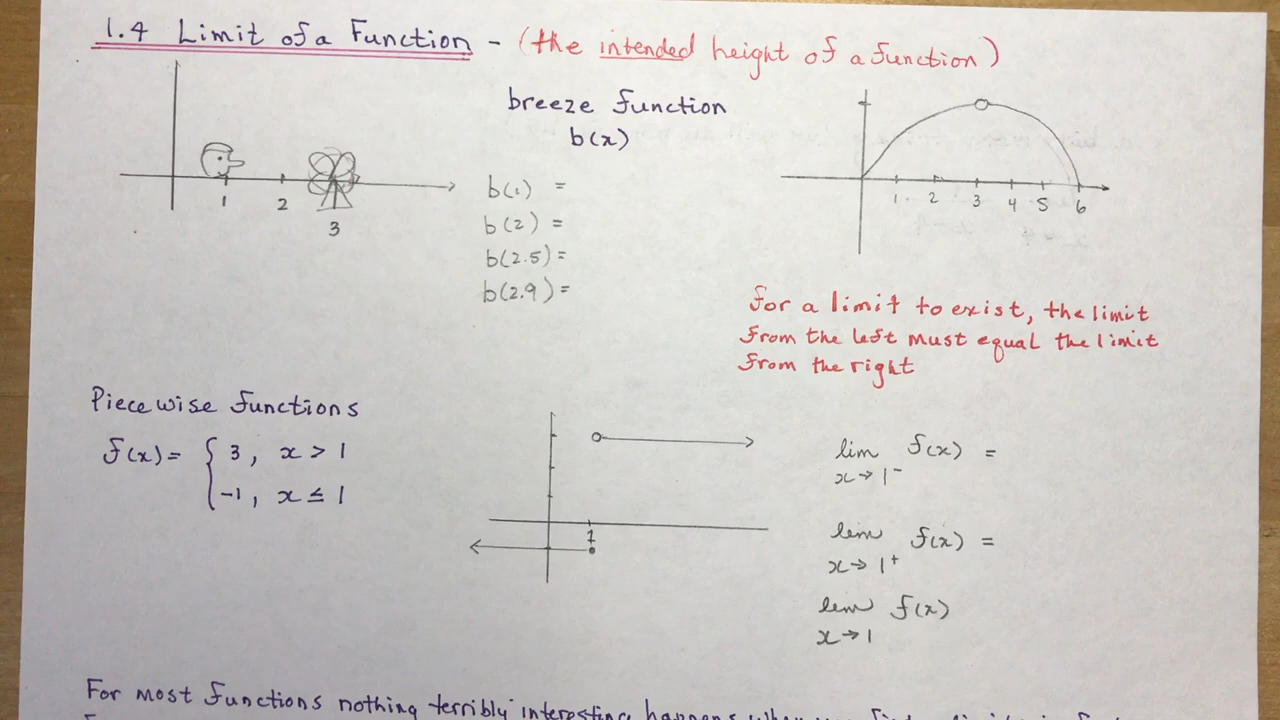 1.4 Limit of a Function - (the intended height of a function)
breeze function
b(x)
1 2 3
b(1) =
b(2) =
b(2.5) =
b(2.9) =
1 2 3 4 5 6
for a limit to exist, the limit
from the left must equal the limit
from the right
Piecewise functions
f(x) = { 3, x > 1
-1, x ≤ 1
1
lim f(x) =
x → 1⁻
lim f(x) =
x → 1⁺
lim f(x)
x → 1
For most functions nothing terribly interesting happens when